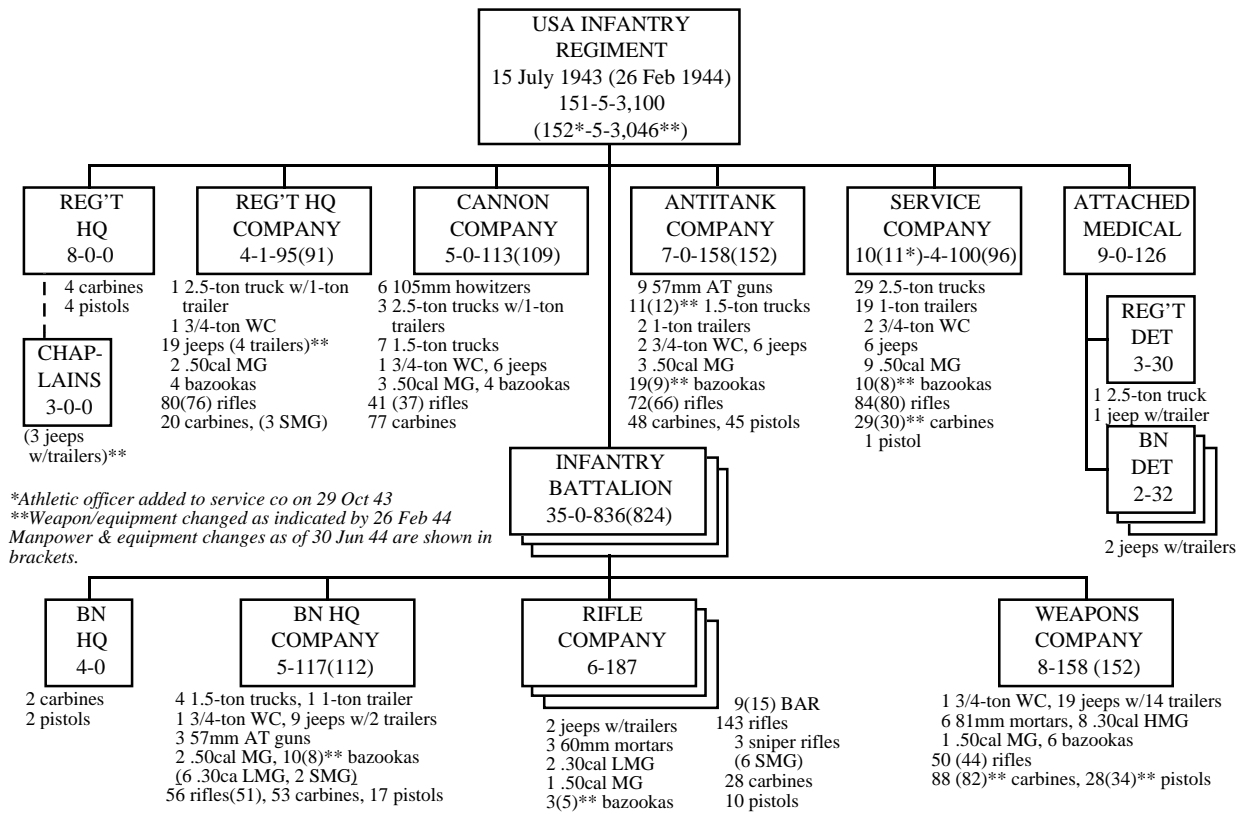 USA INFANTRY
REGIMENT
15 July 1943 (26 Feb 1944)
151-5-3,100
(152*-5-3,046**)
REG'T
HQ
8-0-0
4 carbines
4 pistols
CHAP-
LAINS
3-0-0
(3 jeeps
w/trailers)**
REG'T HQ
COMPANY
4-1-95(91)
1 2.5-ton truck w/1-ton
trailer
1 3/4-ton WC
19 jeeps (4 trailers)**
2 .50cal MG
4 bazookas
80(76) rifles
20 carbines, (3 SMG)
CANNON
COMPANY
5-0-113(109)
6 105mm howitzers
3 2.5-ton trucks w/1-ton
trailers
7 1.5-ton trucks
1 3/4-ton WC, 6 jeeps
3 .50cal MG, 4 bazookas
41 (37) rifles
77 carbines
ANTITANK
COMPANY
7-0-158(152)
9 57mm AT guns
11(12)** 1.5-ton trucks
2 1-ton trailers
2 3/4-ton WC, 6 jeeps
3 .50cal MG
19(9)** bazookas
72(66) rifles
48 carbines, 45 pistols
SERVICE
COMPANY
10(11*)-4-100(96)
29 2.5-ton trucks
19 1-ton trailers
2 3/4-ton WC
6 jeeps
9 .50cal MG
10(8)** bazookas
84(80) rifles
29(30)** carbines
1 pistol
ATTACHED
MEDICAL
9-0-126
REG'T
DET
3-30
1 2.5-ton truck
1 jeep w/trailer
BN
DET
2-32
2 jeeps w/trailers
INFANTRY
BATTALION
35-0-836(824)
*Athletic officer added to service co on 29 Oct 43
**Weapon/equipment changed as indicated by 26 Feb 44
Manpower & equipment changes as of 30 Jun 44 are shown in
brackets.
BN
HQ
4-0
2 carbines
2 pistols
BN HQ
COMPANY
5-117(112)
4 1.5-ton trucks, 1 1-ton trailer
1 3/4-ton WC, 9 jeeps w/2 trailers
3 57mm AT guns
2 .50cal MG, 10(8)** bazookas
(6 .30ca LMG, 2 SMG)
56 rifles(51), 53 carbines, 17 pistols
RIFLE
COMPANY
6-187
2 jeeps w/trailers
3 60mm mortars
2 .30cal LMG
1 .50cal MG
3(5)** bazookas
9(15) BAR
143 rifles
3 sniper rifles
(6 SMG)
28 carbines
10 pistols
WEAPONS
COMPANY
8-158 (152)
1 3/4-ton WC, 19 jeeps w/14 trailers
6 81mm mortars, 8 .30cal HMG
1 .50cal MG, 6 bazookas
50 (44) rifles
88 (82)** carbines, 28(34)** pistols